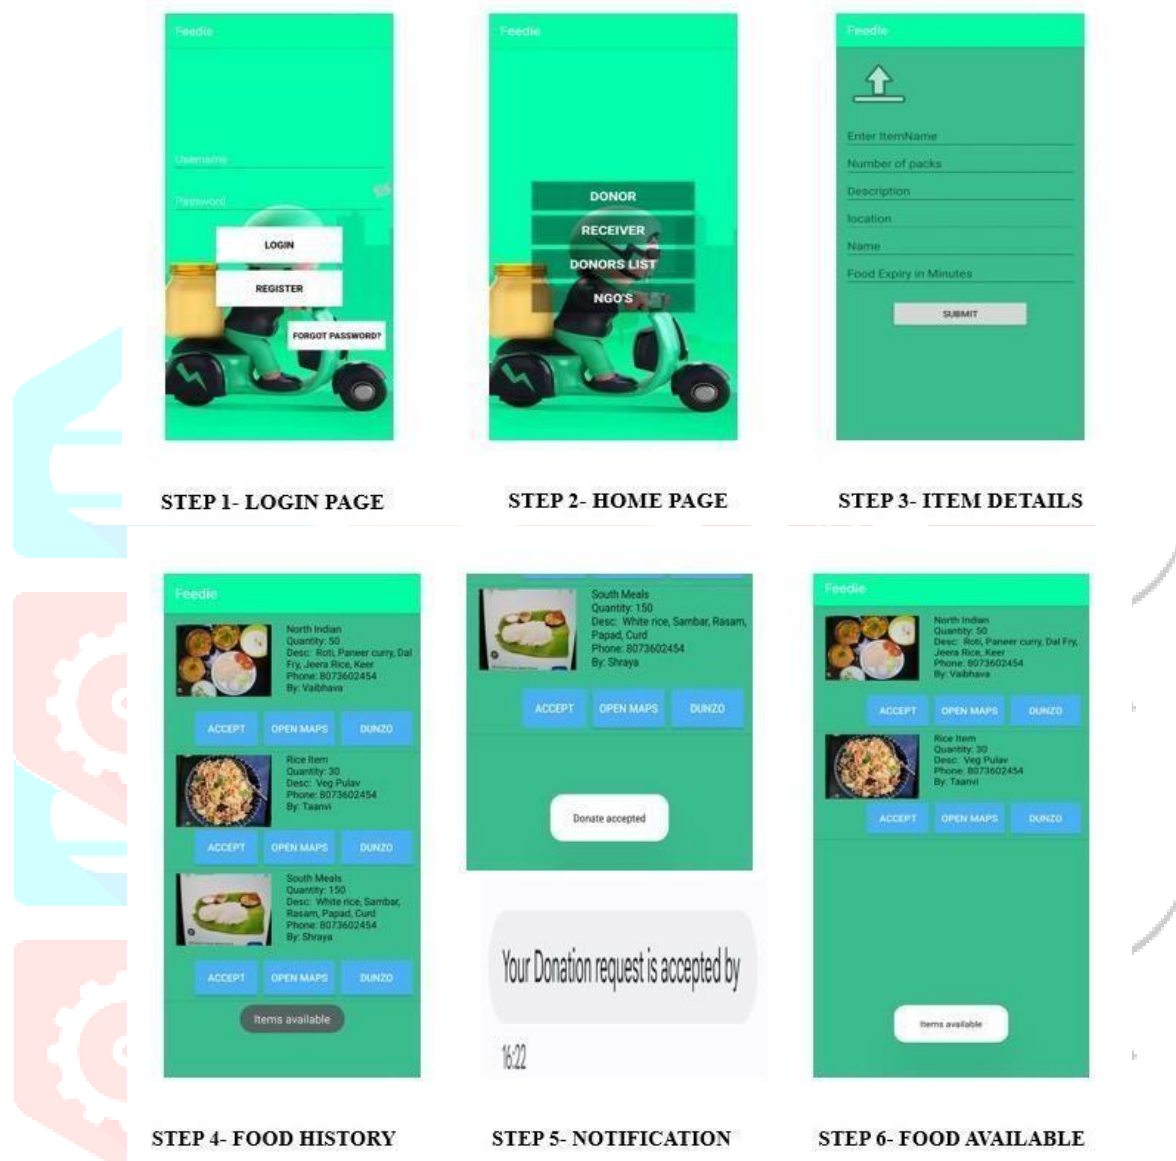 Feedie
Username
Password
LOGIN
REGISTER
FORGOT PASSWORD?
STEP 1- LOGIN PAGE
Feedie
DONOR
RECEIVER
DONORS LIST
NGO'S
STEP 2- HOME PAGE
Feedie
Enter ItemName
Number of packs
Description
location
Name
Food Expiry in Minutes
SUBMIT
STEP 3- ITEM DETAILS
Feedie
North Indian
Quantity: 50
Desc: Roti, Paneer curry, Dal
Fry, Jeera Rice, Keer
Phone: 8073602454
By: Vaibhava
ACCEPT OPEN MAPS DUNZO
Rice Item
Quantity: 30
Desc: Veg Pulav
Phone: 8073602454
By: Taanvi
ACCEPT OPEN MAPS DUNZO
South Meals
Quantity: 150
Desc: White rice, Sambar,
Rasam, Papad, Curd
Phone: 8073602454
By: Shraya
ACCEPT OPEN MAPS DUNZO
Items available
STEP 4- FOOD HISTORY
South Meals
Quantity: 150
Desc: White rice, Sambar, Rasam,
Papad, Curd
Phone: 8073602454
By: Shraya
ACCEPT OPEN MAPS DUNZO
Donate accepted
Your Donation request is accepted by
16:22
STEP 5- NOTIFICATION
Feedie
North Indian
Quantity: 50
Desc: Roti, Paneer curry, Dal Fry,
Jeera Rice, Keer
Phone: 8073602454
By: Vaibhava
ACCEPT OPEN MAPS DUNZO
Rice Item
Quantity: 30
Desc: Veg Pulav
Phone: 8073602454
By: Taanvi
ACCEPT OPEN MAPS DUNZO
Items available
STEP 6- FOOD AVAILABLE